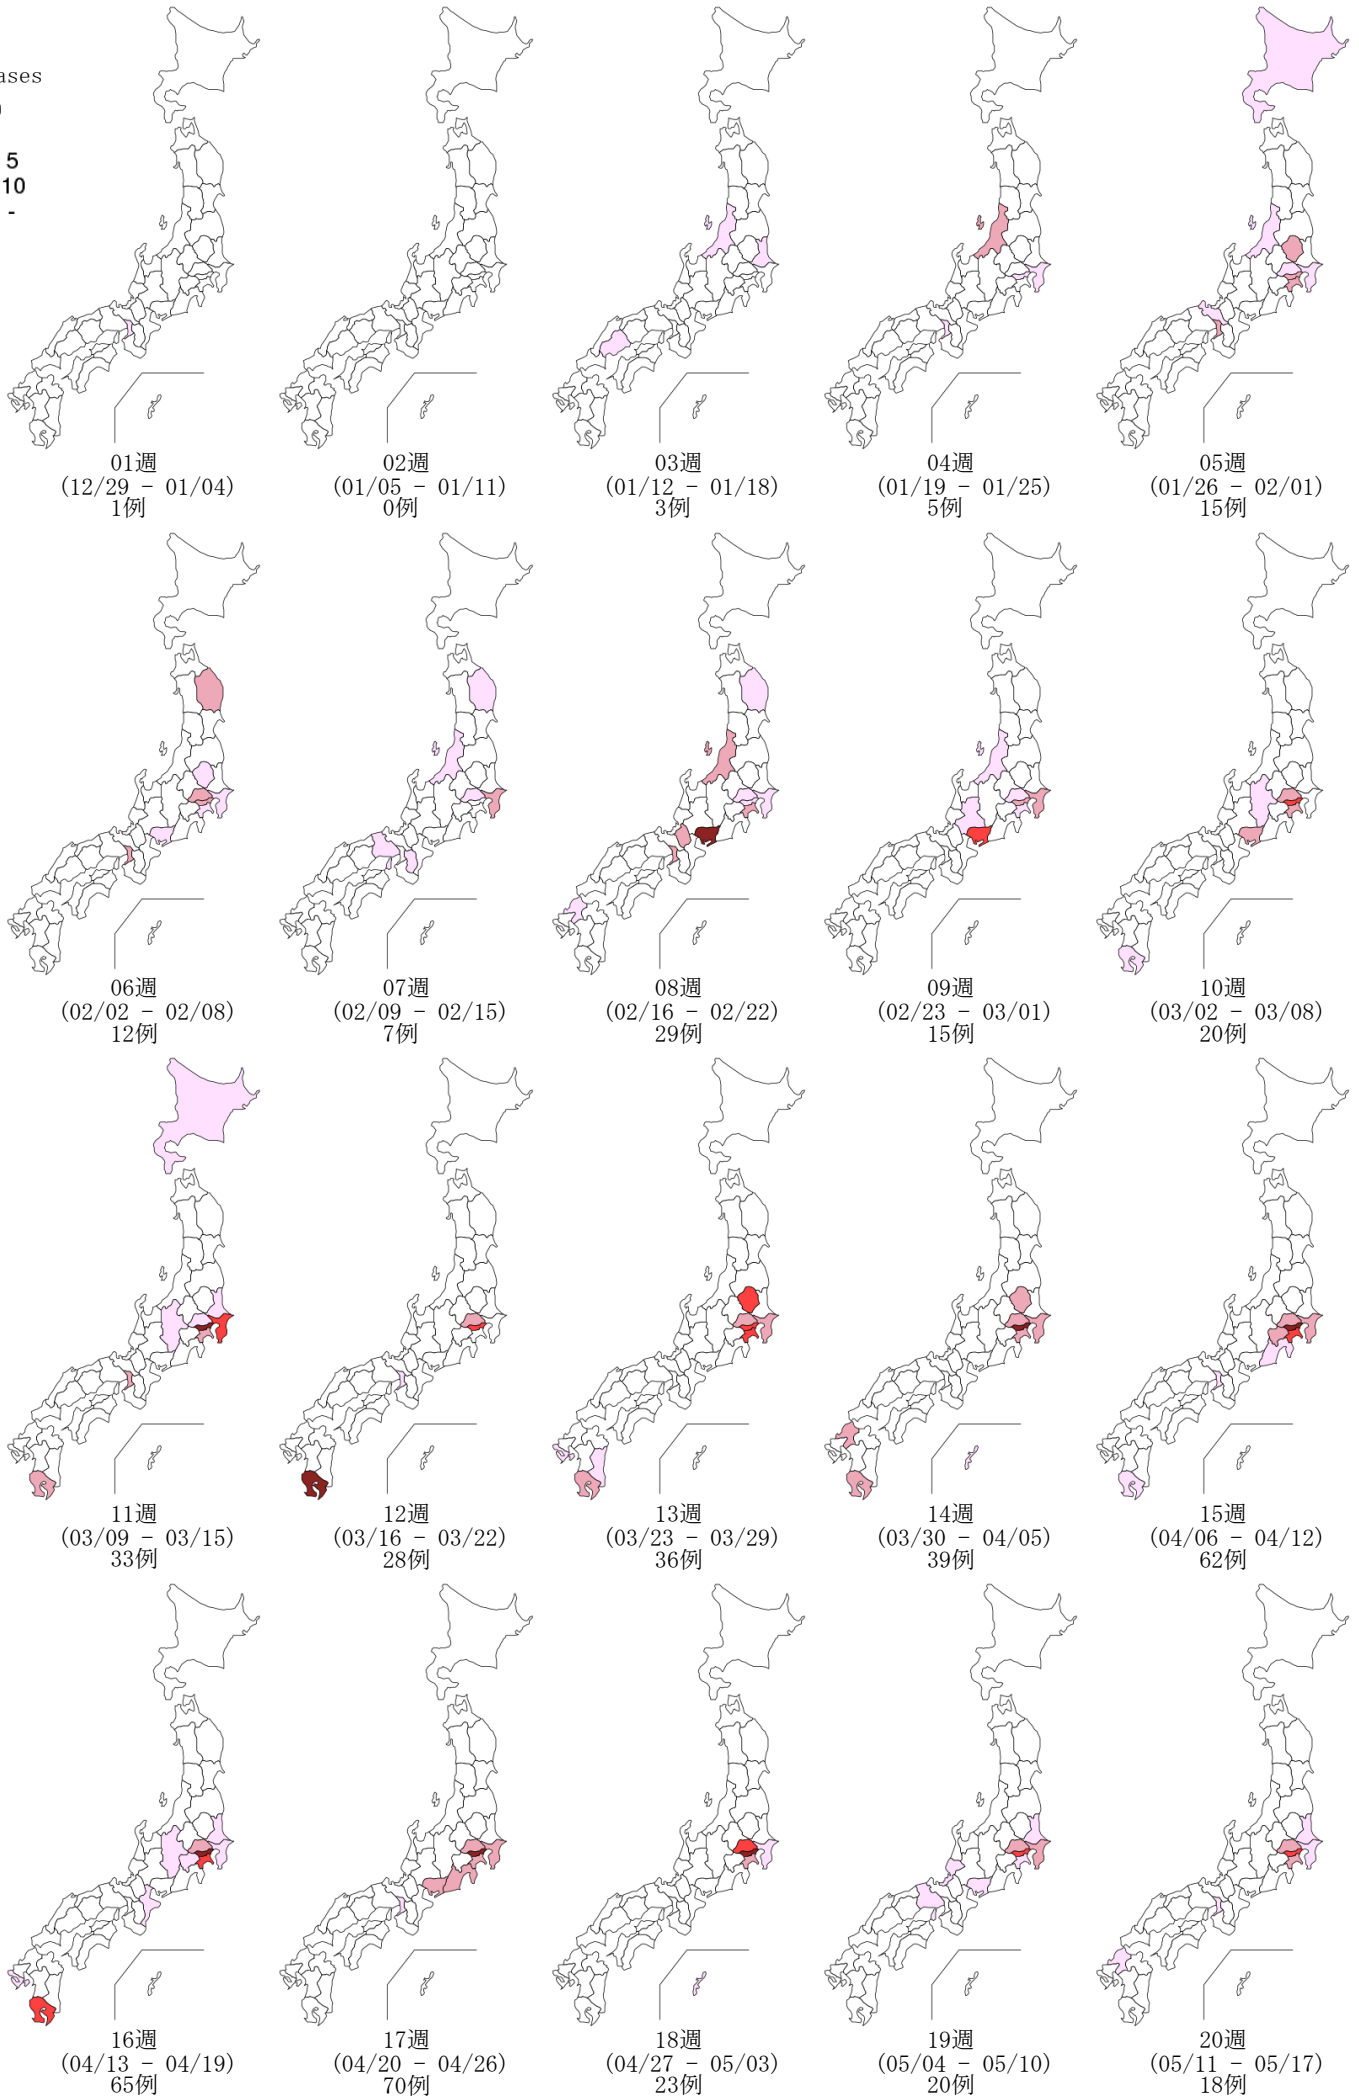 ases
5
10
-
01週
(12/29 - 01/04)
1例
02週
(01/05 - 01/11)
0例
03週
(01/12 - 01/18)
3例
04週
(01/19 - 01/25)
5例
05週
(01/26 - 02/01)
15例
06週
(02/02 - 02/08)
12例
07週
(02/09 - 02/15)
7例
08週
(02/16 - 02/22)
29例
09週
(02/23 - 03/01)
15例
10週
(03/02 - 03/08)
20例
11週
(03/09 - 03/15)
33例
12週
(03/16 - 03/22)
28例
13週
(03/23 - 03/29)
36例
14週
(03/30 - 04/05)
39例
15週
(04/06 - 04/12)
62例
16週
(04/13 - 04/19)
65例
17週
(04/20 - 04/26)
70例
18週
(04/27 - 05/03)
23例
19週
(05/04 - 05/10)
20例
20週
(05/11 - 05/17)
18例